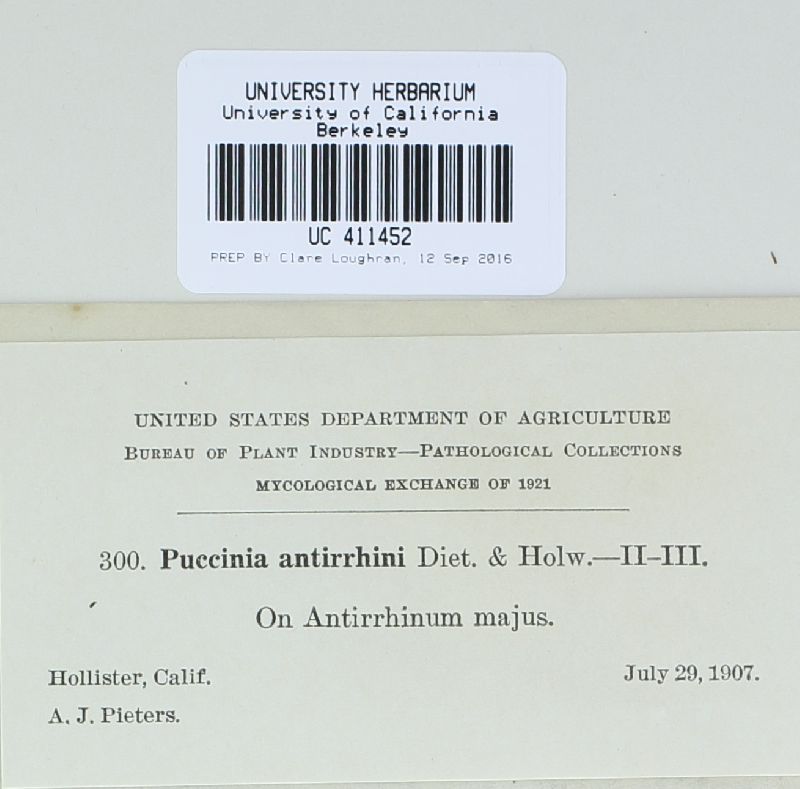 UNIVERSITY HERBARIUM
University of California
Berkeley
UC 411452
PREP BY Clare Loughran, 12 Sep 2016
UNITED STATES DEPARTMENT OF AGRICULTURE
BUREAU OF PLANT INDUSTRY—PATHOLOGICAL COLLECTIONS
MYCOLOGICAL EXCHANGE OF 1921
300. Puccinia antirrhini Diet. & Holw.—II-III.
On Antirrhinum majus.
Hollister, Calif. July 29, 1907.
A. J. Pieters.